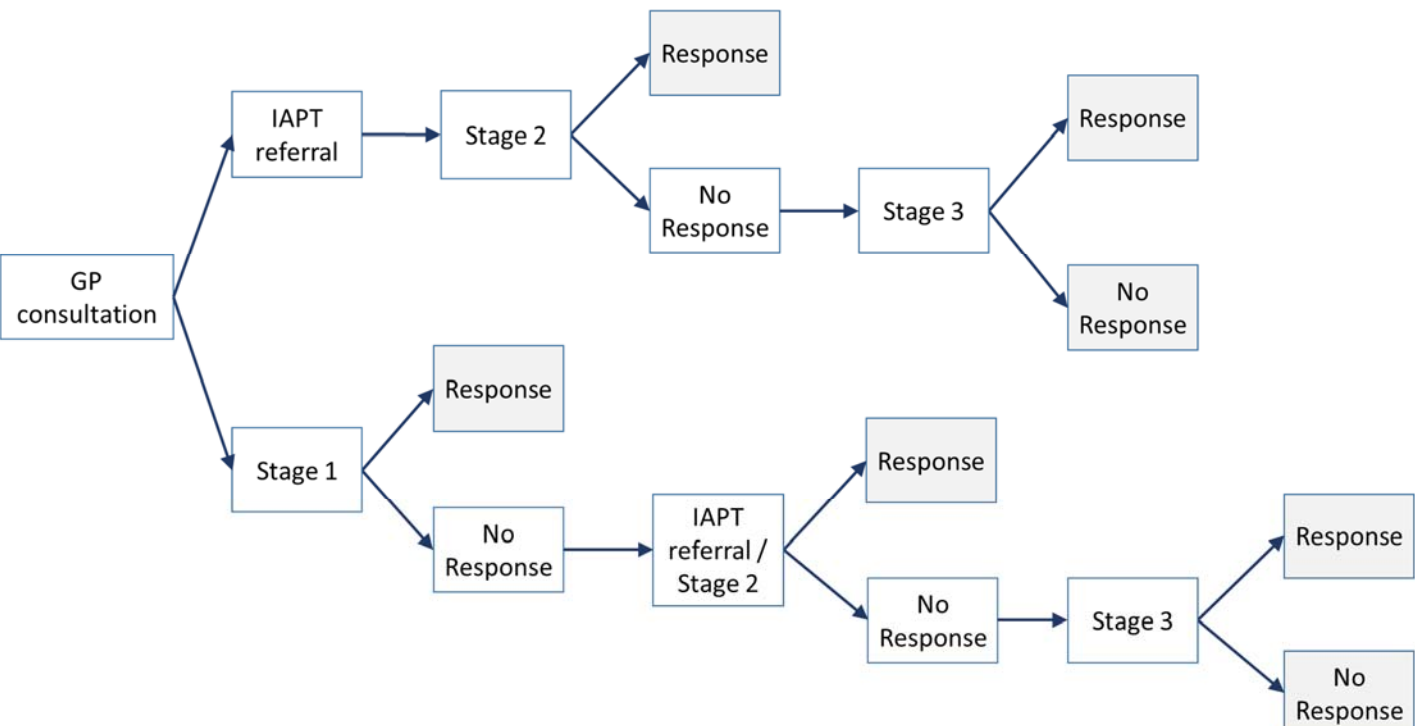 Response
IAPT
referral
Stage 2
Response
No
Response
Stage 3
GP
consultation
No
Response
Response
Stage 1
Response
No
Response
IAPT
referral /
Stage 2
Response
No
Response
Stage 3
No
Response